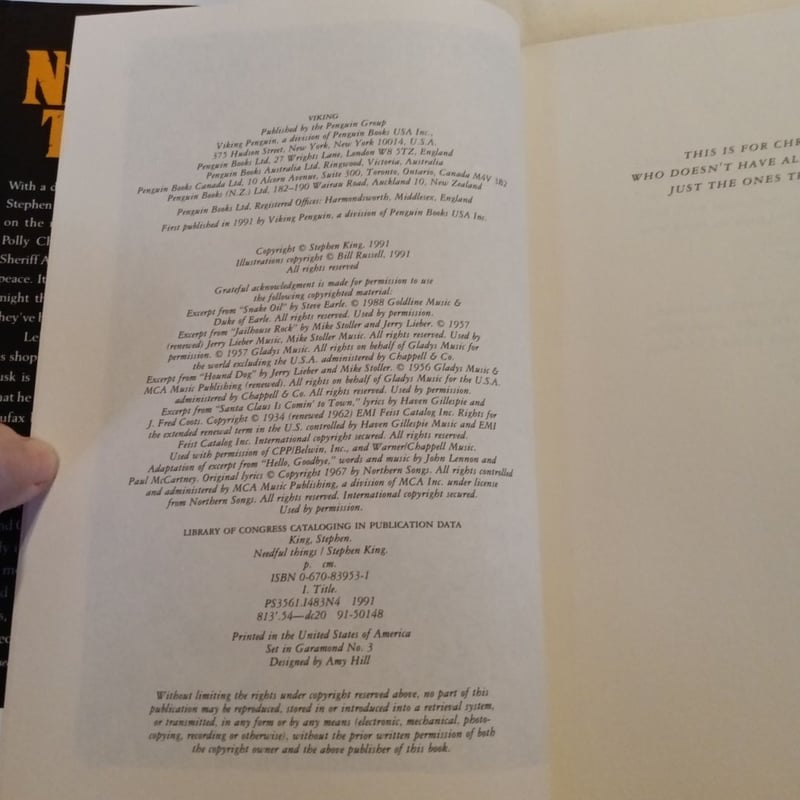 N
T
With a
Stephen
on the
Polly
Sheriff
peace. It
night
they've
Le
s shop
usk is
at he
ufax
VIKING
Published by the Penguin Group
Viking Penguin, a division of Penguin Books USA Inc.,
375 Hudson Street, New York, New York 10014, U.S.A.
Penguin Books Ltd, 27 Wrights Lane, London W8 5TZ, England
Penguin Books Australia Ltd, Ringwood, Victoria, Australia
Penguin Books Canada Ltd, 10 Alcorn Avenue, Suite 300, Toronto, Ontario, Canada M4V 3B2
Penguin Books (N.Z.) Ltd, 182–190 Wairau Road, Auckland 10, New Zealand
Penguin Books Ltd, Registered Offices: Harmondsworth, Middlesex, England
First published in 1991 by Viking Penguin, a division of Penguin Books USA Inc.
Copyright © Stephen King, 1991
Illustrations copyright © Bill Russell, 1991
All rights reserved
Grateful acknowledgment is made for permission to use
the following copyrighted material:
Excerpt from "Snake Oil" by Steve Earle. © 1988 Goldline Music &
Duke of Earle. All rights reserved. Used by permission.
Excerpt from "Jailhouse Rock" by Mike Stoller and Jerry Lieber. © 1957
(renewed) Jerry Lieber Music, Mike Stoller Music. All rights reserved. Used by
permission. © 1957 Gladys Music. All rights on behalf of Gladys Music for
the world excluding the U.S.A. administered by Chappell & Co.
Excerpt from "Hound Dog" by Jerry Lieber and Mike Stoller. © 1956 Gladys Music &
MCA Music Publishing (renewed). All rights on behalf of Gladys Music for the U.S.A.
administered by Chappell & Co. All rights reserved. Used by permission.
Excerpt from "Santa Claus Is Comin' to Town," lyrics by Haven Gillespie and
J. Fred Coots. Copyright © 1934 (renewed 1962) EMI Feist Catalog Inc. Rights for
the extended renewal term in the U.S. controlled by Haven Gillespie Music and EMI
Feist Catalog Inc. International copyright secured. All rights reserved.
Used with permission of CPP/Belwin, Inc., and Warner/Chappell Music.
Adaptation of excerpt from "Hello, Goodbye," words and music by John Lennon and
Paul McCartney. Original lyrics © Copyright 1967 by Northern Songs. All rights controlled
and administered by MCA Music Publishing, a division of MCA Inc. under license
from Northern Songs. All rights reserved. International copyright secured.
Used by permission.
LIBRARY OF CONGRESS CATALOGING IN PUBLICATION DATA
King, Stephen.
Needful things / Stephen King.
p. cm.
ISBN 0-670-83953-1
I. Title.
PS3561.I483N4 1991
813'.54—dc20 91-50148
Printed in the United States of America
Set in Garamond No. 3
Designed by Amy Hill
Without limiting the rights under copyright reserved above, no part of this
publication may be reproduced, stored in or introduced into a retrieval system,
or transmitted, in any form or by any means (electronic, mechanical, photo-
copying, recording or otherwise), without the prior written permission of both
the copyright owner and the above publisher of this book.
THIS IS FOR CHR
WHO DOESN'T HAVE AL
JUST THE ONES T